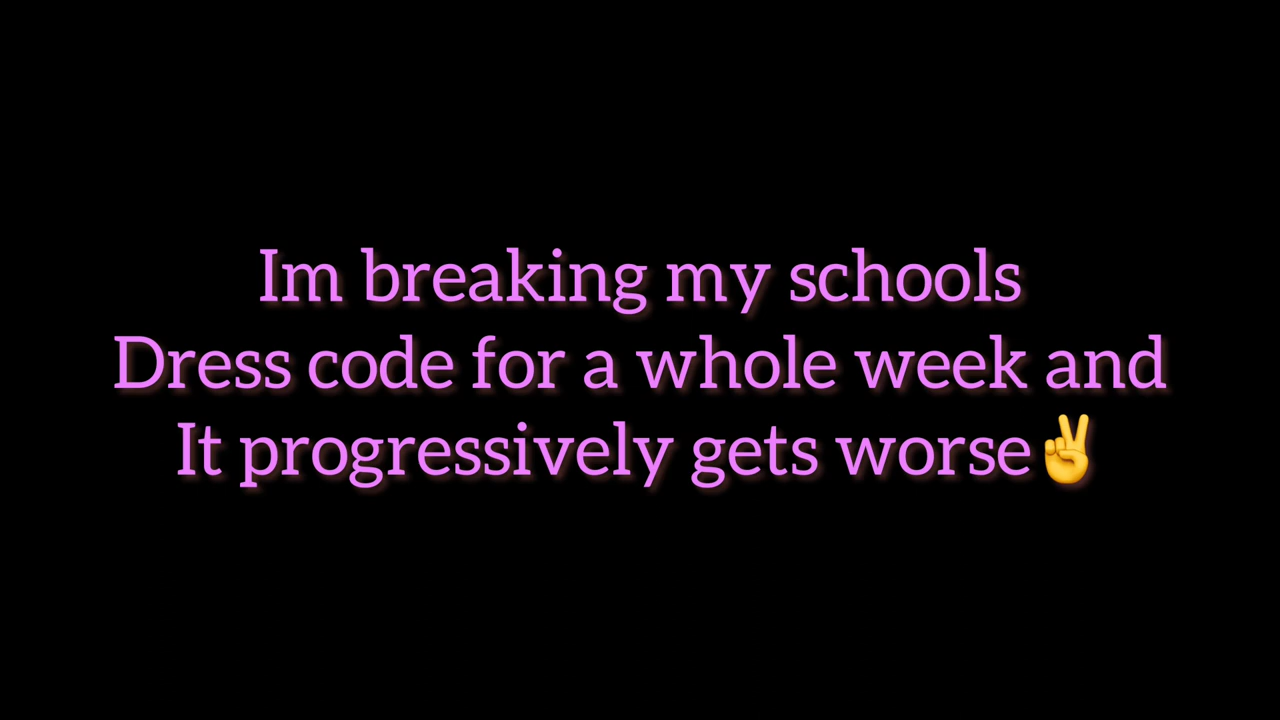 Im breaking my schools
Dress code for a whole week and
It progressively gets worse✌️